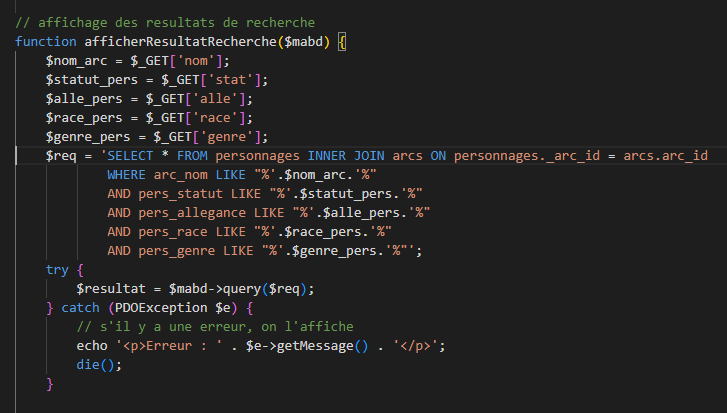 // affichage des resultats de recherche
function afficherResultatRecherche($mabd) {
$nom_arc = $_GET['nom'];
$statut_pers = $_GET['stat'];
$alle_pers = $_GET['alle'];
$race_pers = $_GET['race'];
$genre_pers = $_GET['genre'];
$req = 'SELECT * FROM personnages INNER JOIN arcs ON personnages._arc_id = arcs.arc_id
WHERE arc_nom LIKE "%'.$nom_arc.'%"
AND pers_statut LIKE "%'.$statut_pers.'%"
AND pers_allegance LIKE "%'.$alle_pers.'%"
AND pers_race LIKE "%'.$race_pers.'%"
AND pers_genre LIKE "%'.$genre_pers.'%"';
try {
$resultat = $mabd->query($req);
} catch (PDOException $e) {
// s'il y a une erreur, on l'affiche
echo '<p>Erreur : ' . $e->getMessage() . '</p>';
die();
}